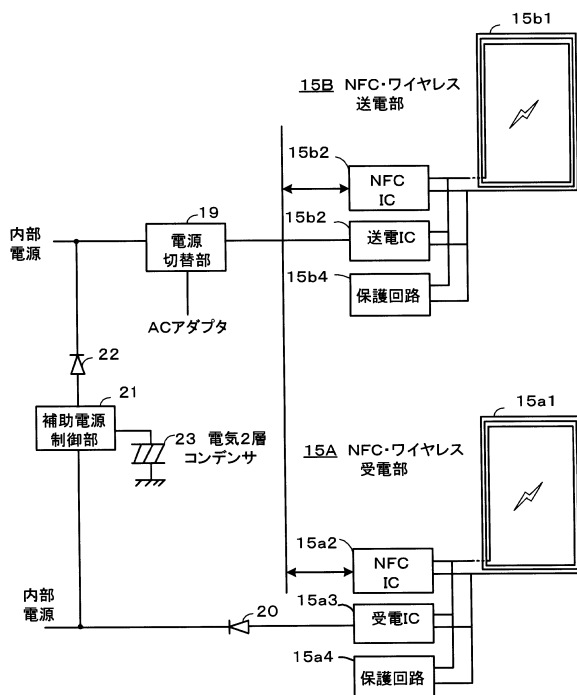 15b1
15B NFC・ワイヤレス
送電部
15b2
NFC
IC
15b2
送電IC
15b4
保護回路
19
電源
切替部
内部
電源
ACアダプタ
22
21
補助電源
制御部
23 電気2層
コンデンサ
15a1
15A NFC・ワイヤレス
受電部
15a2
NFC
IC
15a3
受電IC
15a4
保護回路
内部
電源
20